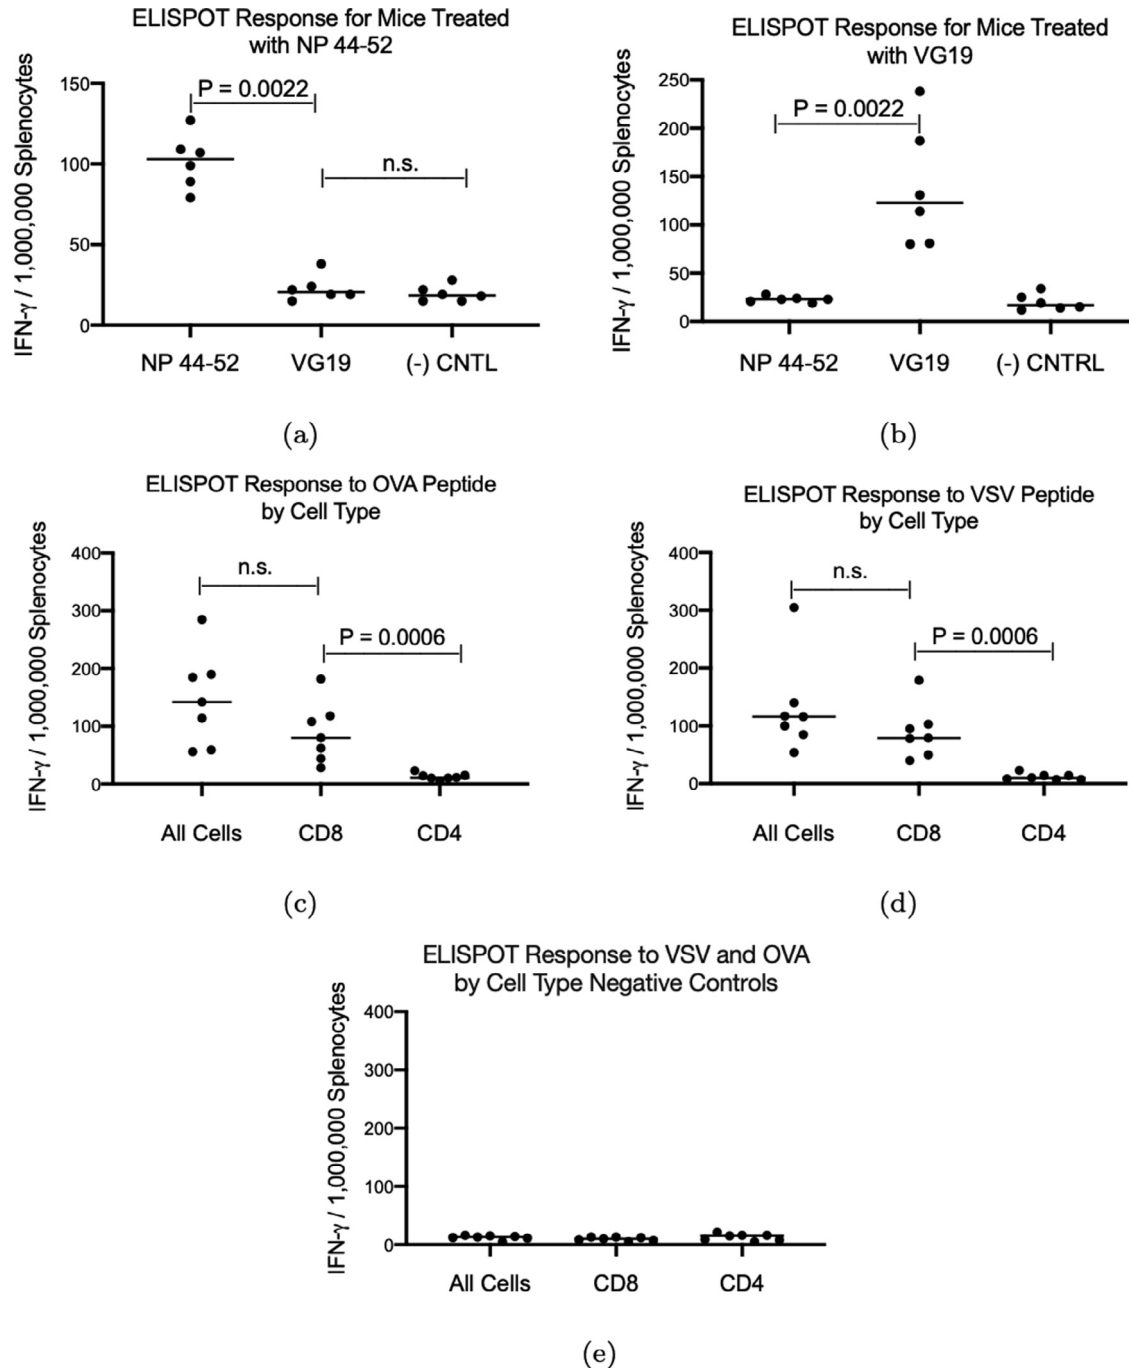 ELISPOT Response for Mice Treated
with NP 44-52
IFN-γ / 1,000,000 Splenocytes
150
100
50
0
P = 0.0022
n.s.
NP 44-52 VG19 (-) CNTL
(a)
ELISPOT Response for Mice Treated
with VG19
IFN-γ / 1,000,000 Splenocytes
250
200
150
100
50
0
P = 0.0022
NP 44-52 VG19 (-) CNTRL
(b)
ELISPOT Response to OVA Peptide
by Cell Type
IFN-γ / 1,000,000 Splenocytes
400
300
200
100
0
n.s.
P = 0.0006
All Cells CD8 CD4
(c)
ELISPOT Response to VSV Peptide
by Cell Type
IFN-γ / 1,000,000 Splenocytes
400
300
200
100
0
n.s.
P = 0.0006
All Cells CD8 CD4
(d)
ELISPOT Response to VSV and OVA
by Cell Type Negative Controls
IFN-γ / 1,000,000 Splenocytes
400
300
200
100
0
All Cells CD8 CD4
(e)